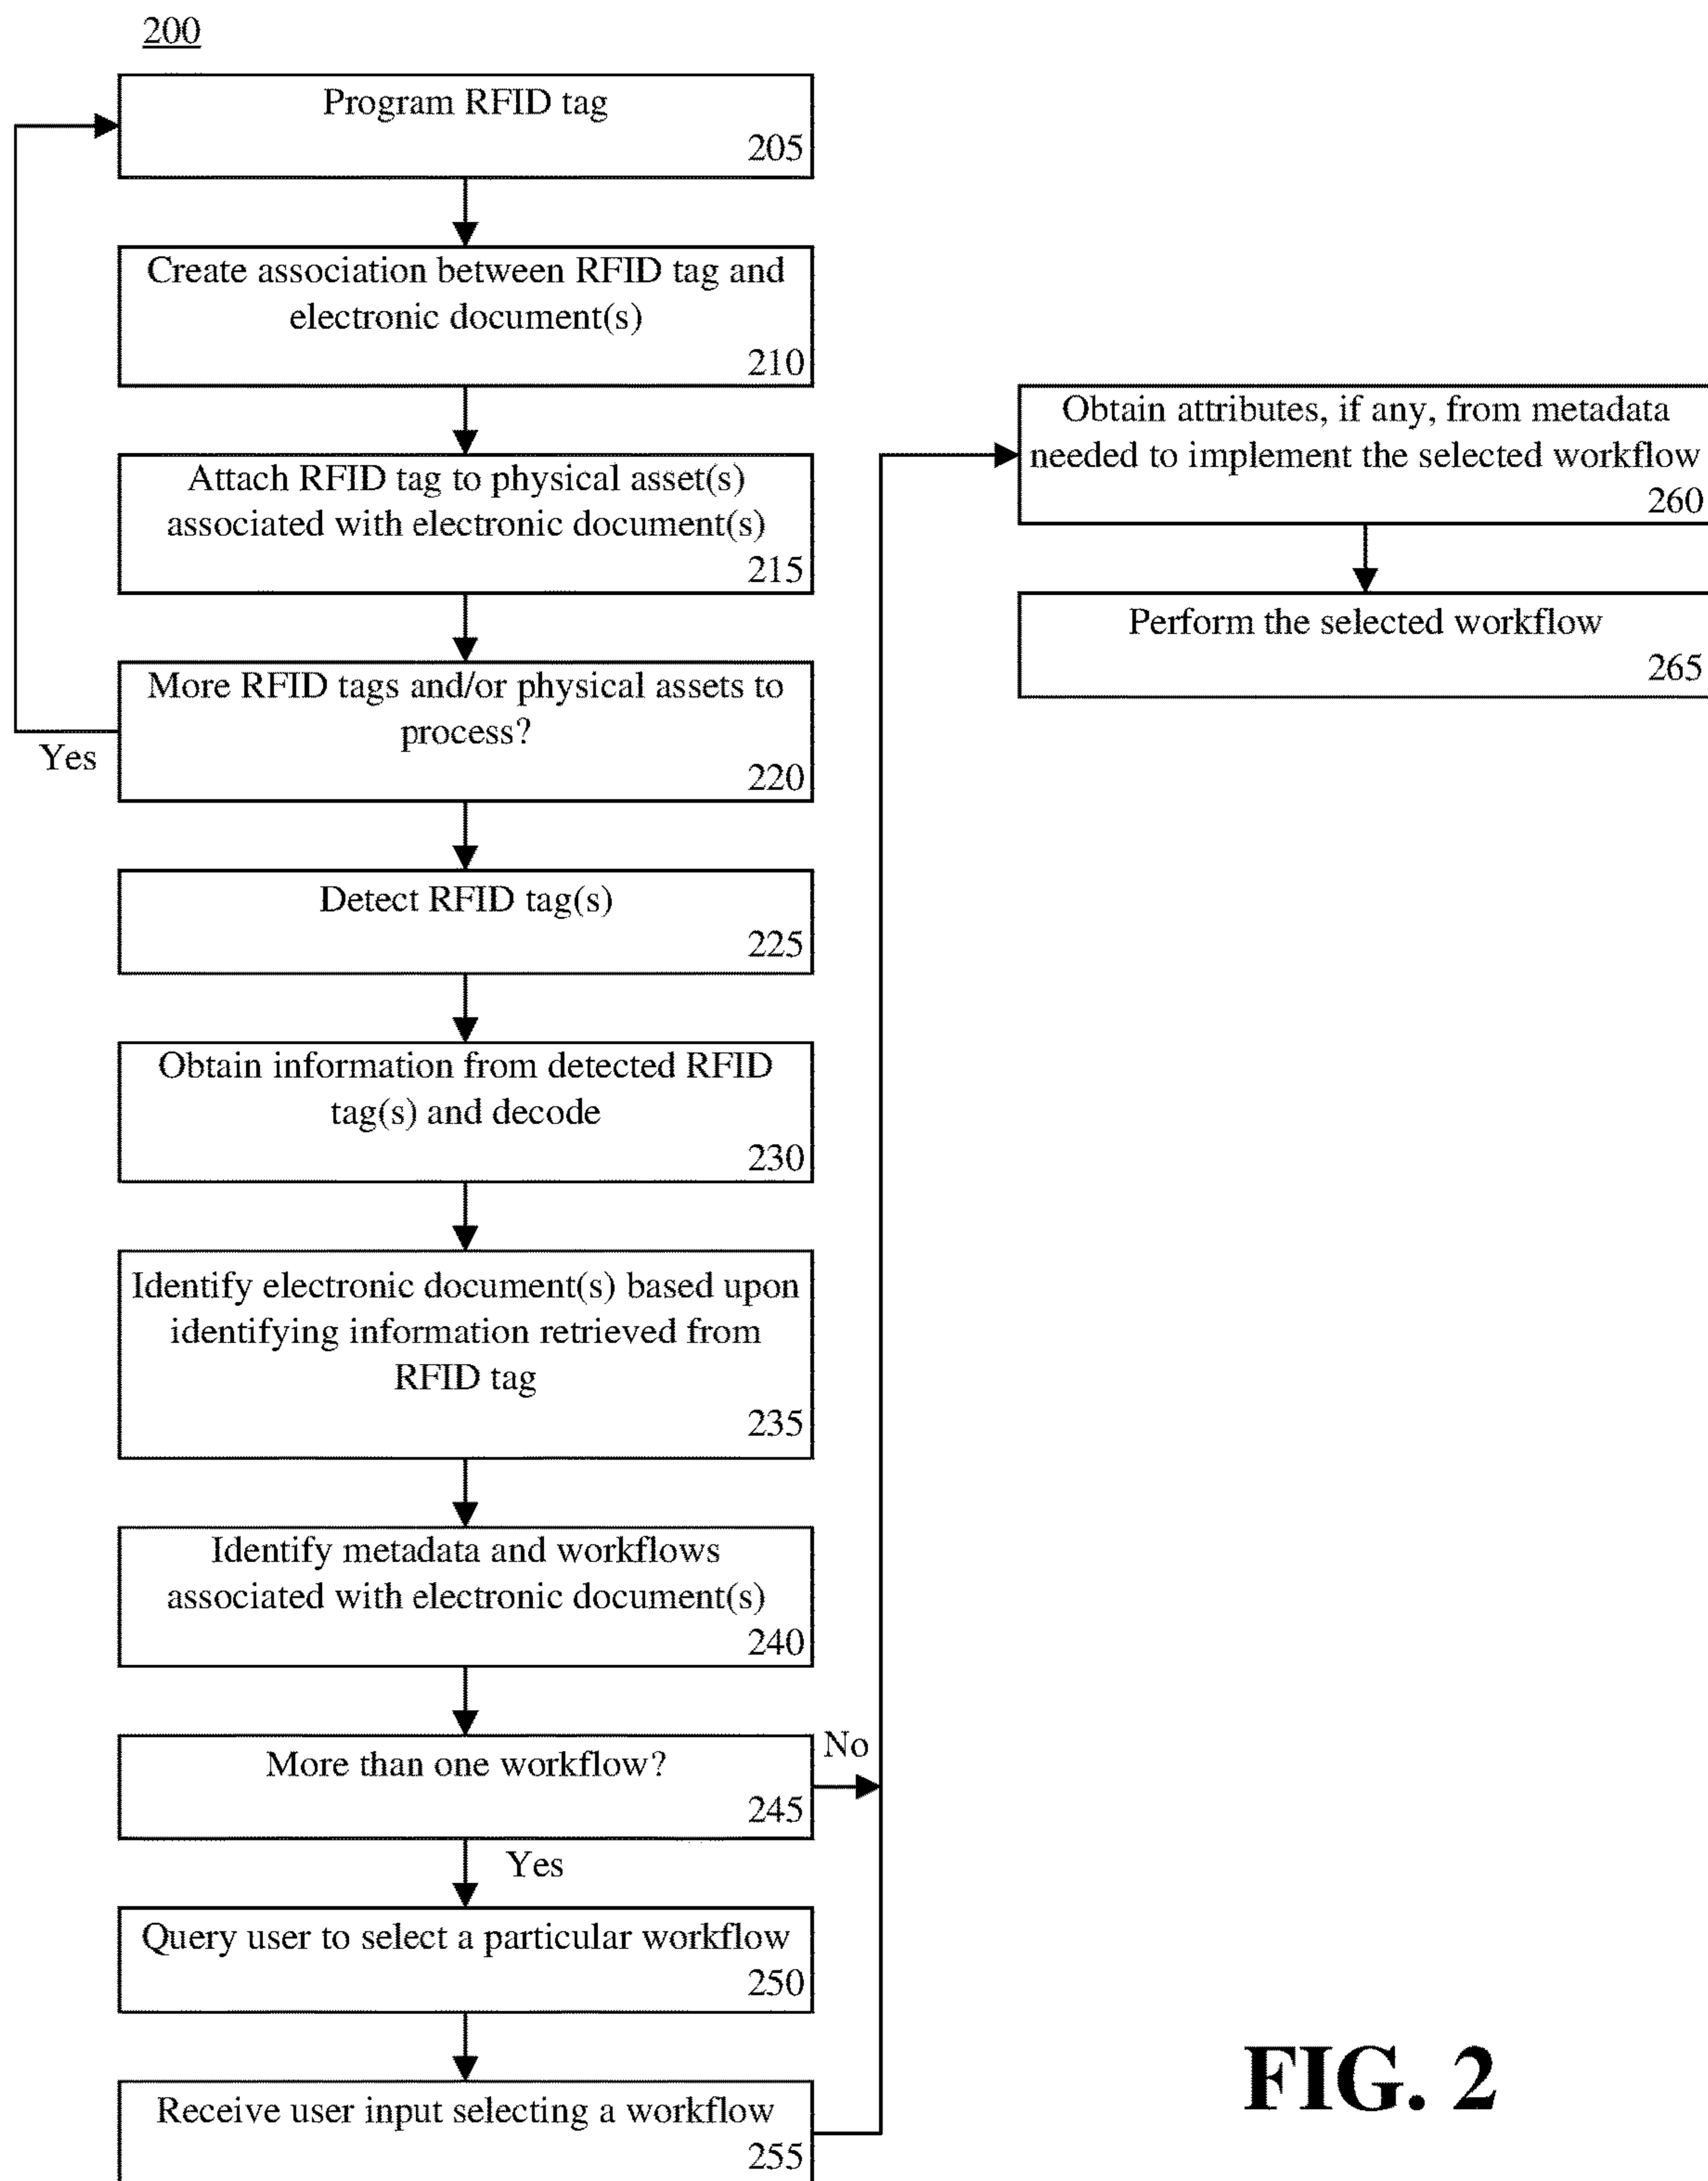 200
Program RFID tag
205
Create association between RFID tag and
electronic document(s)
210
Attach RFID tag to physical asset(s)
associated with electronic document(s)
215
More RFID tags and/or physical assets to
process?
220
Yes
Detect RFID tag(s)
225
Obtain information from detected RFID
tag(s) and decode
230
Identify electronic document(s) based upon
identifying information retrieved from
RFID tag
235
Identify metadata and workflows
associated with electronic document(s)
240
More than one workflow?
245
No
Yes
Query user to select a particular workflow
250
Receive user input selecting a workflow
255
Obtain attributes, if any, from metadata
needed to implement the selected workflow
260
Perform the selected workflow
265
FIG. 2